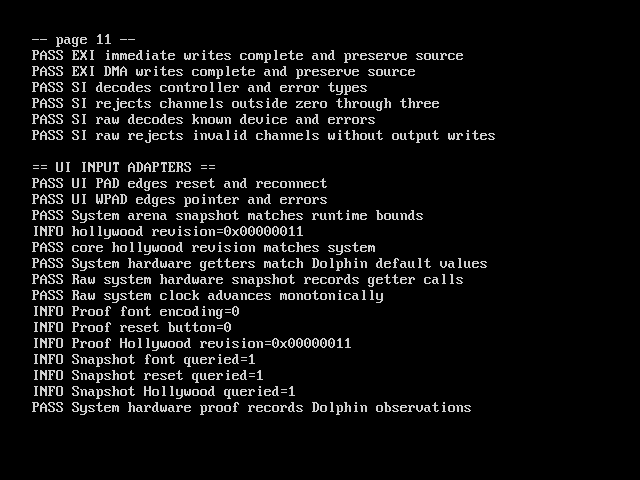 -- page 11 --
PASS EXI immediate writes complete and preserve source
PASS EXI DMA writes complete and preserve source
PASS SI decodes controller and error types
PASS SI rejects channels outside zero through three
PASS SI raw decodes known device and errors
PASS SI raw rejects invalid channels without output writes
== UI INPUT ADAPTERS ==
PASS UI PAD edges reset and reconnect
PASS UI WPAD edges pointer and errors
PASS System arena snapshot matches runtime bounds
INFO hollywood revision=0x00000011
PASS core hollywood revision matches system
PASS System hardware getters match Dolphin default values
PASS Raw system hardware snapshot records getter calls
PASS Raw system clock advances monotonically
INFO Proof font encoding=0
INFO Proof reset button=0
INFO Proof Hollywood revision=0x00000011
INFO Snapshot font queried=1
INFO Snapshot reset queried=1
INFO Snapshot Hollywood queried=1
PASS System hardware proof records Dolphin observations